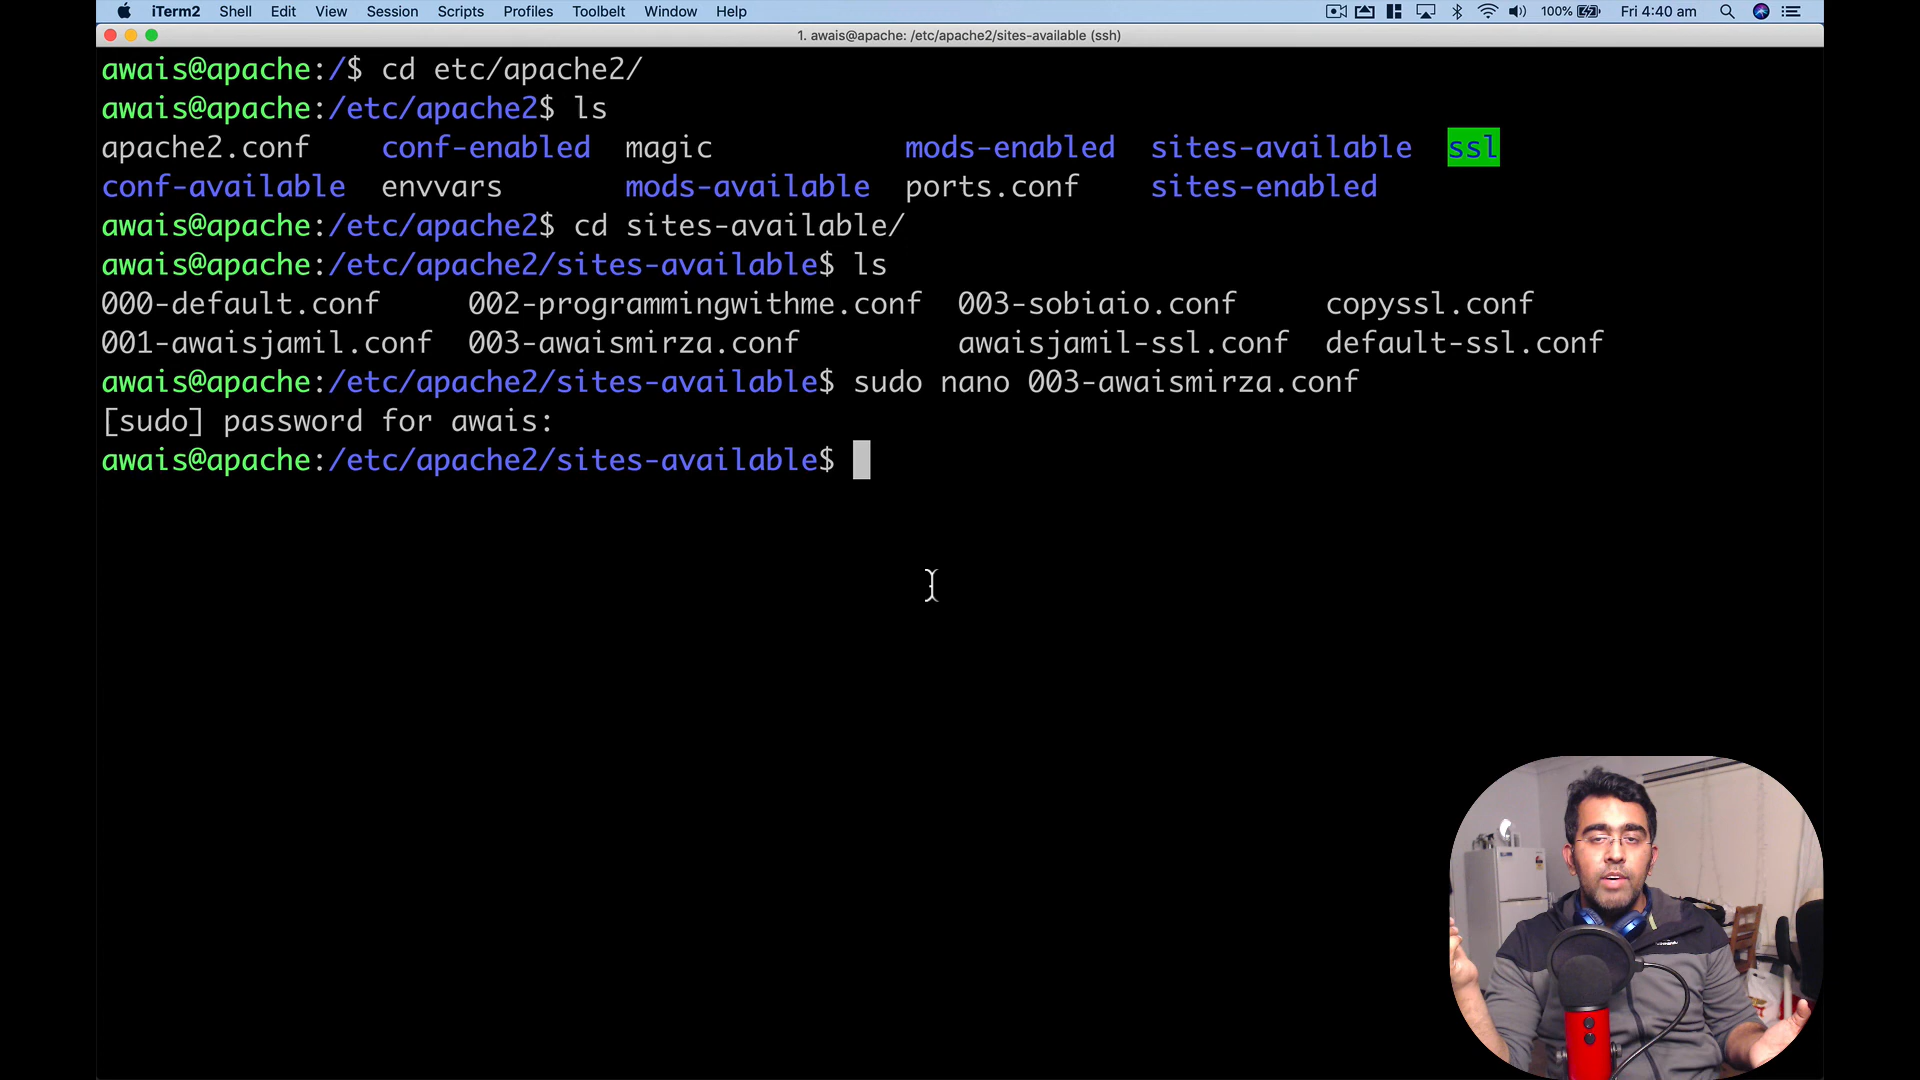 iTerm2 Shell Edit View Session Scripts Profiles Toolbelt Window Help 100% Fri 4:40 am
1. awais@apache: /etc/apache2/sites-available (ssh)
awais@apache:/$ cd etc/apache2/
awais@apache:/etc/apache2$ ls
apache2.conf conf-enabled magic mods-enabled sites-available ssl
conf-available envvars mods-available ports.conf sites-enabled
awais@apache:/etc/apache2$ cd sites-available/
awais@apache:/etc/apache2/sites-available$ ls
000-default.conf 002-programmingwithme.conf 003-sobiaio.conf copyssl.conf
001-awaisjamil.conf 003-awaismirza.conf awaisjamil-ssl.conf default-ssl.conf
awais@apache:/etc/apache2/sites-available$ sudo nano 003-awaismirza.conf
[sudo] password for awais:
awais@apache:/etc/apache2/sites-available$